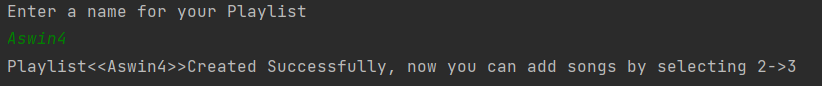 Enter a name for your Playlist
Aswin4
Playlist<<Aswin4>>Created Successfully, now you can add songs by selecting 2->3